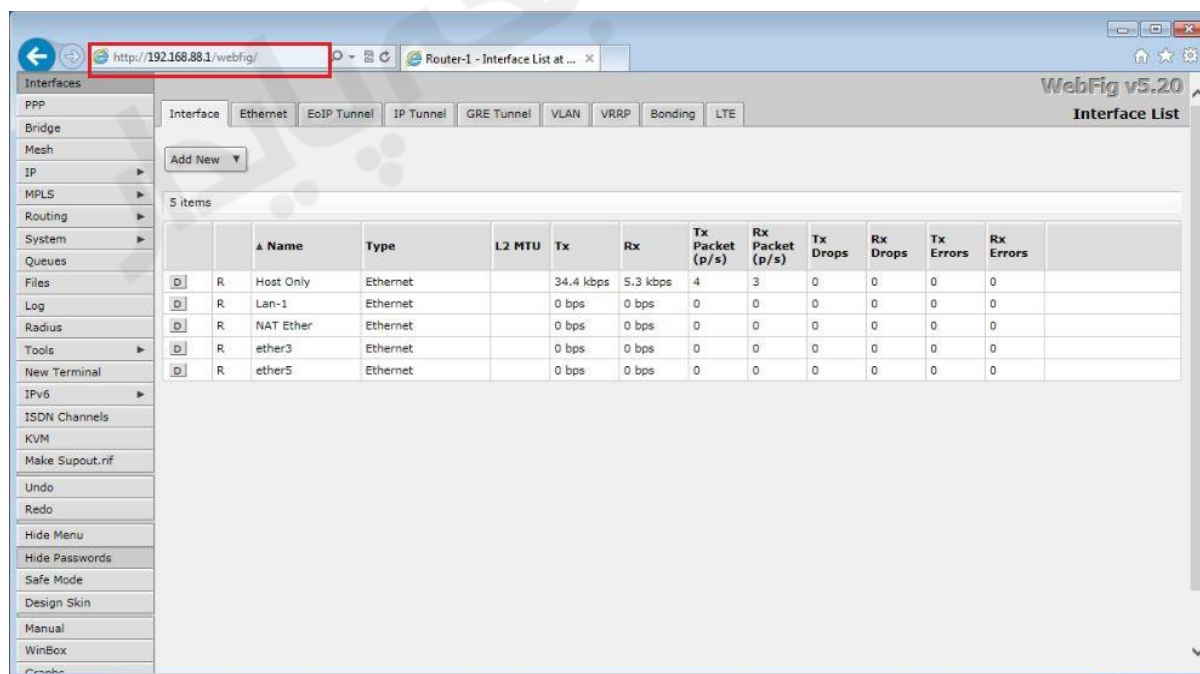 http://192.168.88.1/webfig/
Router-1 - Interface List at ...
WebFig v5.20
Interface List
Interfaces
PPP
Bridge
Mesh
IP
MPLS
Routing
System
Queues
Files
Log
Radius
Tools
New Terminal
IPv6
ISDN Channels
KVM
Make Supout.rif
Undo
Redo
Hide Menu
Hide Passwords
Safe Mode
Design Skin
Manual
WinBox
Graphs
Interface Ethernet EoIP Tunnel IP Tunnel GRE Tunnel VLAN VRRP Bonding LTE
Add New
5 items
Name Type L2 MTU Tx Rx Tx Packet (p/s) Rx Packet (p/s) Tx Drops Rx Drops Tx Errors Rx Errors
D R Host Only Ethernet 34.4 kbps 5.3 kbps 4 3 0 0 0 0
D R Lan-1 Ethernet 0 bps 0 bps 0 0 0 0 0 0
D R NAT Ether Ethernet 0 bps 0 bps 0 0 0 0 0 0
D R ether3 Ethernet 0 bps 0 bps 0 0 0 0 0 0
D R ether5 Ethernet 0 bps 0 bps 0 0 0 0 0 0